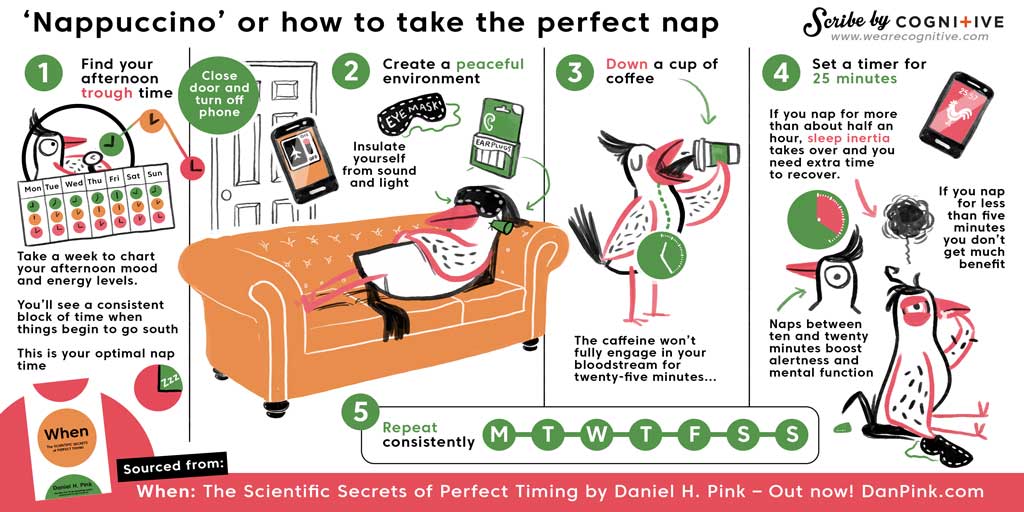 'Nappuccino' or how to take the perfect nap
Scribe by COGNITIVE
www.wearecognitive.com
1
Find your
afternoon
trough time
Mon Tue Wed Thu Fri Sat Sun
Take a week to chart
your afternoon mood
and energy levels.
You'll see a consistent
block of time when
things begin to go south
This is your optimal nap
time
zzz
Close
door and
turn off
phone
2
Create a peaceful
environment
EYE MASK
EAR PLUGS
Insulate
yourself
from sound
and light
OFF
3
Down a cup of
coffee
The caffeine won't
fully engage in your
bloodstream for
twenty-five minutes...
4
Set a timer for
25 minutes
25:57
If you nap for more
than about half an
hour, sleep inertia
takes over and you
need extra time
to recover.
If you nap
for less
than five
minutes
you don't
get much
benefit
Naps between
ten and twenty
minutes boost
alertness and
mental function
5
Repeat
consistently
M T W T F S S
When
The SCIENTIFIC SECRETS
of PERFECT TIMING
Daniel H. Pink
Sourced from:
When: The Scientific Secrets of Perfect Timing by Daniel H. Pink – Out now! DanPink.com